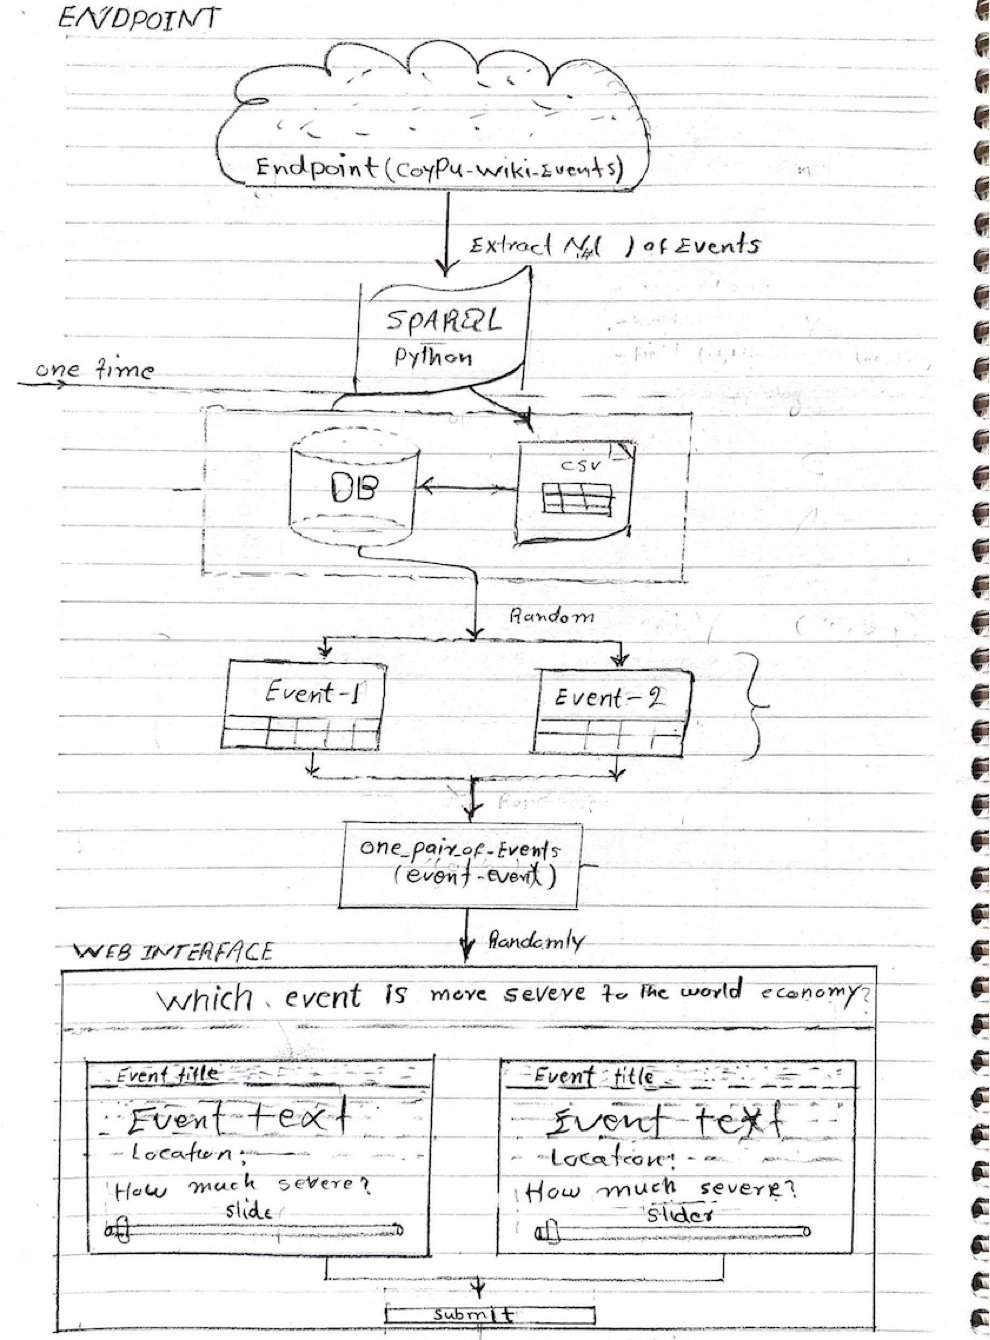 ENDPOINT
Endpoint (CoyPu-Wiki-Events)
Extract N#( ) of Events
SPARQL
Python
one time
DB
CSV
Random
Event-1
Event-2
one_pair_of-Events
(event-event)
Randomly
WEB INTERFACE
Which event is more severe to the world economy?
Event title
Event text
Location:
How much severe?
slide
Event title
Event text
Location:
How much severe?
slider
submit